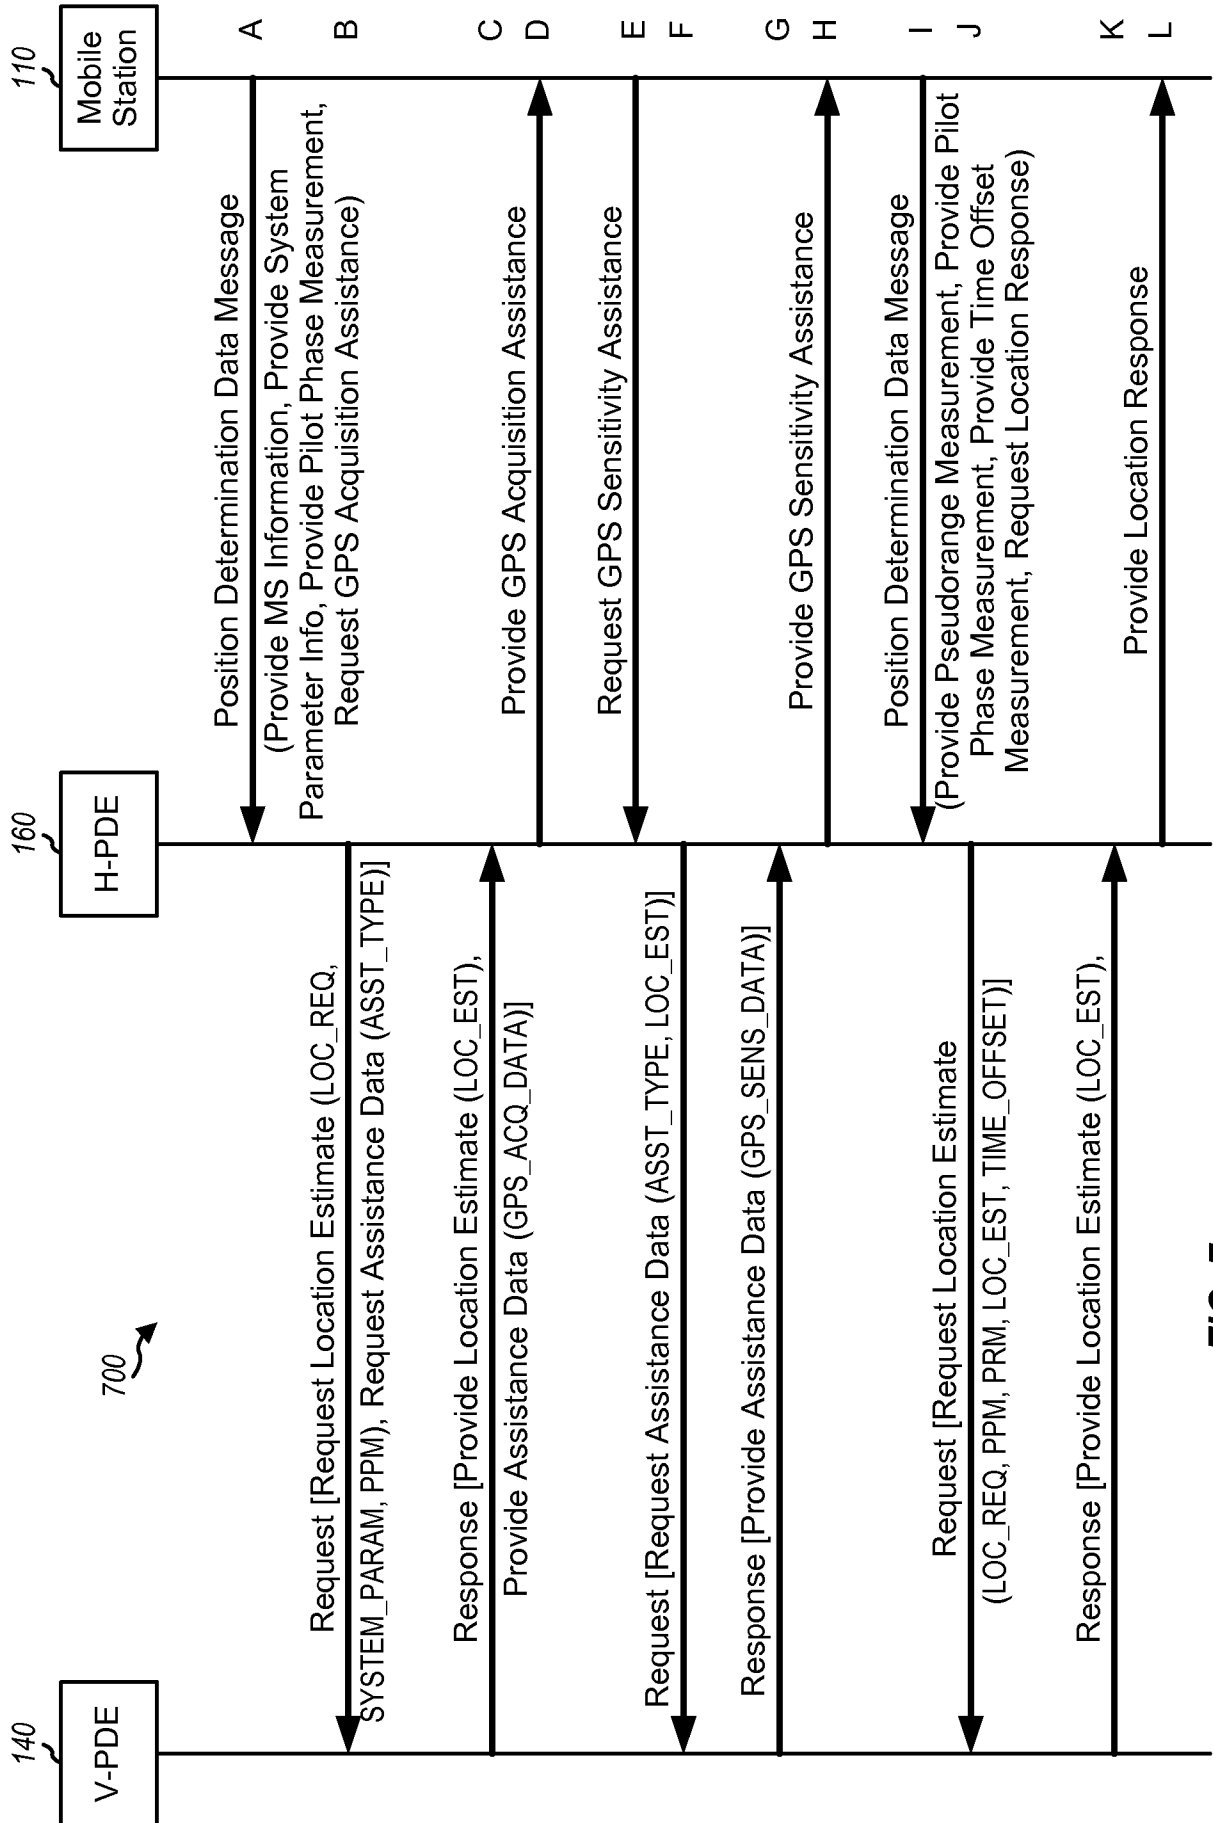 700
140
V-PDE
160
H-PDE
110
Mobile
Station
Position Determination Data Message
A
(Provide MS Information, Provide System
Parameter Info, Provide Pilot Phase Measurement,
Request GPS Acquisition Assistance)
Request [Request Location Estimate (LOC_REQ,
B
SYSTEM_PARAM, PPM), Request Assistance Data (ASST_TYPE)]
Response [Provide Location Estimate (LOC_EST),
C
Provide Assistance Data (GPS_ACQ_DATA)]
Provide GPS Acquisition Assistance
D
Request GPS Sensitivity Assistance
E
Request [Request Assistance Data (ASST_TYPE, LOC_EST)]
F
Response [Provide Assistance Data (GPS_SENS_DATA)]
G
Provide GPS Sensitivity Assistance
H
Position Determination Data Message
I
(Provide Pseudorange Measurement, Provide Pilot
Phase Measurement, Provide Time Offset
Measurement, Request Location Response)
Request [Request Location Estimate
J
(LOC_REQ, PPM, PRM, LOC_EST, TIME_OFFSET)]
Response [Provide Location Estimate (LOC_EST),
K
Provide Location Response
L